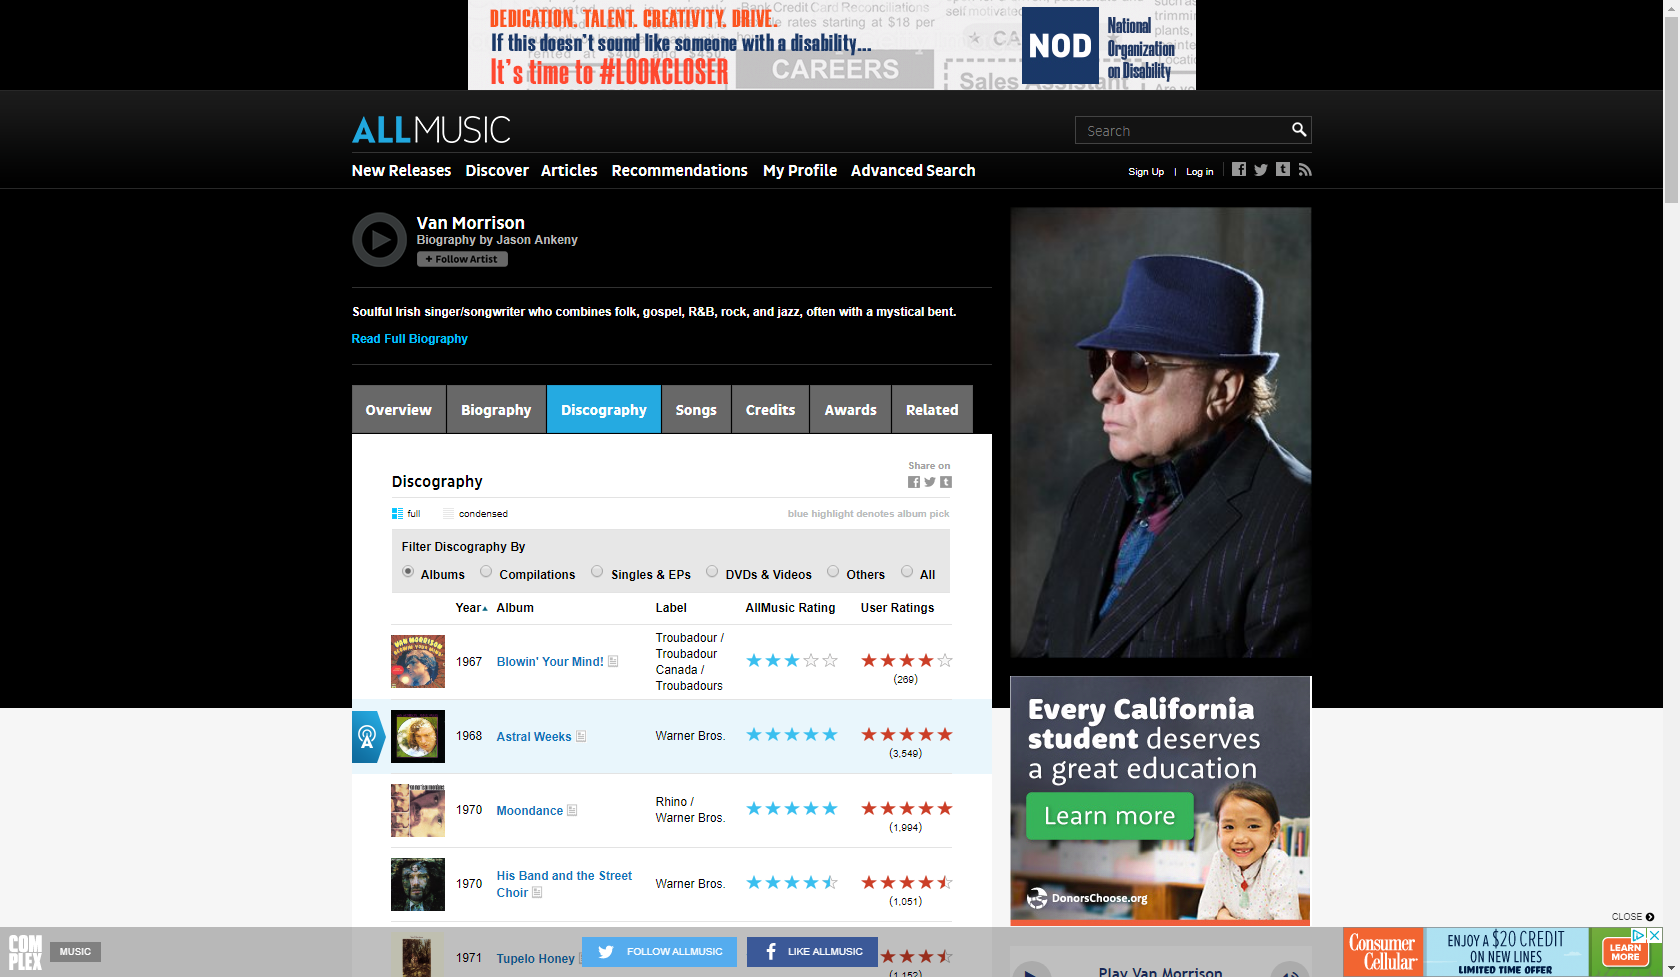 DEDICATION. TALENT. CREATIVITY. DRIVE.
If this doesn't sound like someone with a disability...
It's time to #LOOKCLOSER
CAREERS
NOD
National
Organization
on Disability
ALLMUSIC
Search
New Releases Discover Articles Recommendations My Profile Advanced Search
Sign Up | Log in
Van Morrison
Biography by Jason Ankeny
+ Follow Artist
Soulful Irish singer/songwriter who combines folk, gospel, R&B, rock, and jazz, often with a mystical bent.
Read Full Biography
Overview Biography Discography Songs Credits Awards Related
Share on
Discography
full condensed blue highlight denotes album pick
Filter Discography By
Albums Compilations Singles & EPs DVDs & Videos Others All
Year Album Label AllMusic Rating User Ratings
1967 Blowin' Your Mind! Troubadour /
Troubadour
Canada /
Troubadours
(269)
1968 Astral Weeks Warner Bros.
(3,549)
1970 Moondance Rhino /
Warner Bros.
(1,994)
1970 His Band and the Street
Choir Warner Bros.
(1,051)
1971 Tupelo Honey
(1,152)
Every California
student deserves
a great education
Learn more
DonorsChoose.org
Play Van Morrison
CLOSE
COM
PLEX
MUSIC
FOLLOW ALLMUSIC
LIKE ALLMUSIC
Consumer
Cellular
ENJOY A $20 CREDIT
ON NEW LINES
LIMITED TIME OFFER
LEARN
MORE